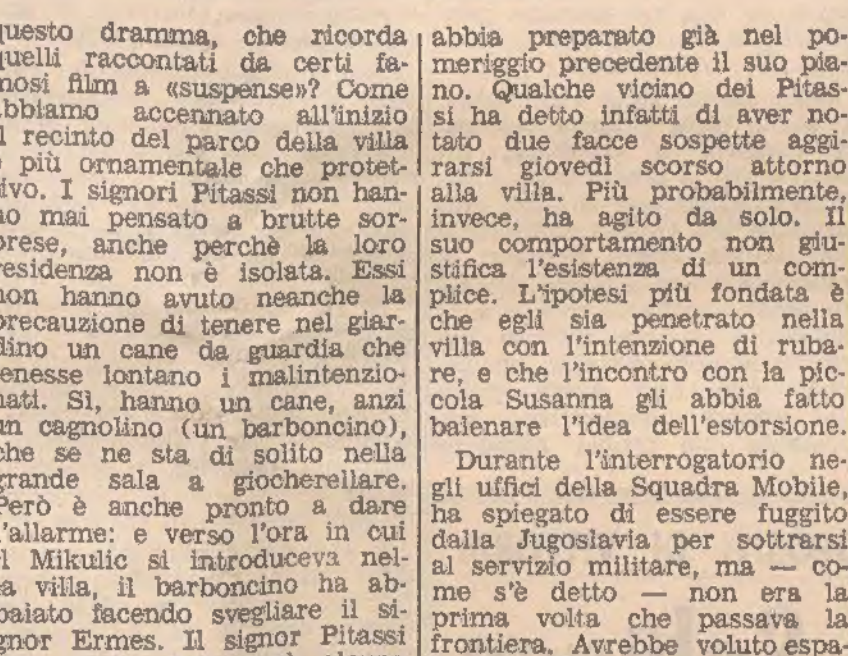 questo dramma, che ricorda
quelli raccontati da certi fa-
mosi film a «suspense»? Come
abbiamo accennato all'inizio
il recinto del parco della villa
è più ornamentale che protet-
tivo. I signori Pitassi non han-
no mai pensato a brutte sor-
prese, anche perchè la loro
residenza non è isolata. Essi
non hanno avuto neanche la
precauzione di tenere nel giar-
dino un cane da guardia che
tenesse lontano i malintenzio-
nati. Sì, hanno un cane, anzi
un cagnolino (un barboncino),
che se ne sta di solito nella
grande sala a giocherellare.
Però è anche pronto a dare
l'allarme: e verso l'ora in cui
il Mikulic si introduceva nel-
la villa, il barboncino ha ab-
baiato facendo svegliare il si-
gnor Ermes. Il signor Pitassi
abbia preparato già nel po-
meriggio precedente il suo pia-
no. Qualche vicino dei Pitas-
si ha detto infatti di aver no-
tato due facce sospette aggi-
rarsi giovedì scorso attorno
alla villa. Più probabilmente,
invece, ha agito da solo. Il
suo comportamento non giu-
stifica l'esistenza di un com-
plice. L'ipotesi più fondata è
che egli sia penetrato nella
villa con l'intenzione di ruba-
re, e che l'incontro con la pic-
cola Susanna gli abbia fatto
balenare l'idea dell'estorsione.
Durante l'interrogatorio ne-
gli uffici della Squadra Mobile,
ha spiegato di essere fuggito
dalla Jugoslavia per sottrarsi
al servizio militare, ma — co-
me s'è detto — non era la
prima volta che passava la
frontiera. Avrebbe voluto espa-